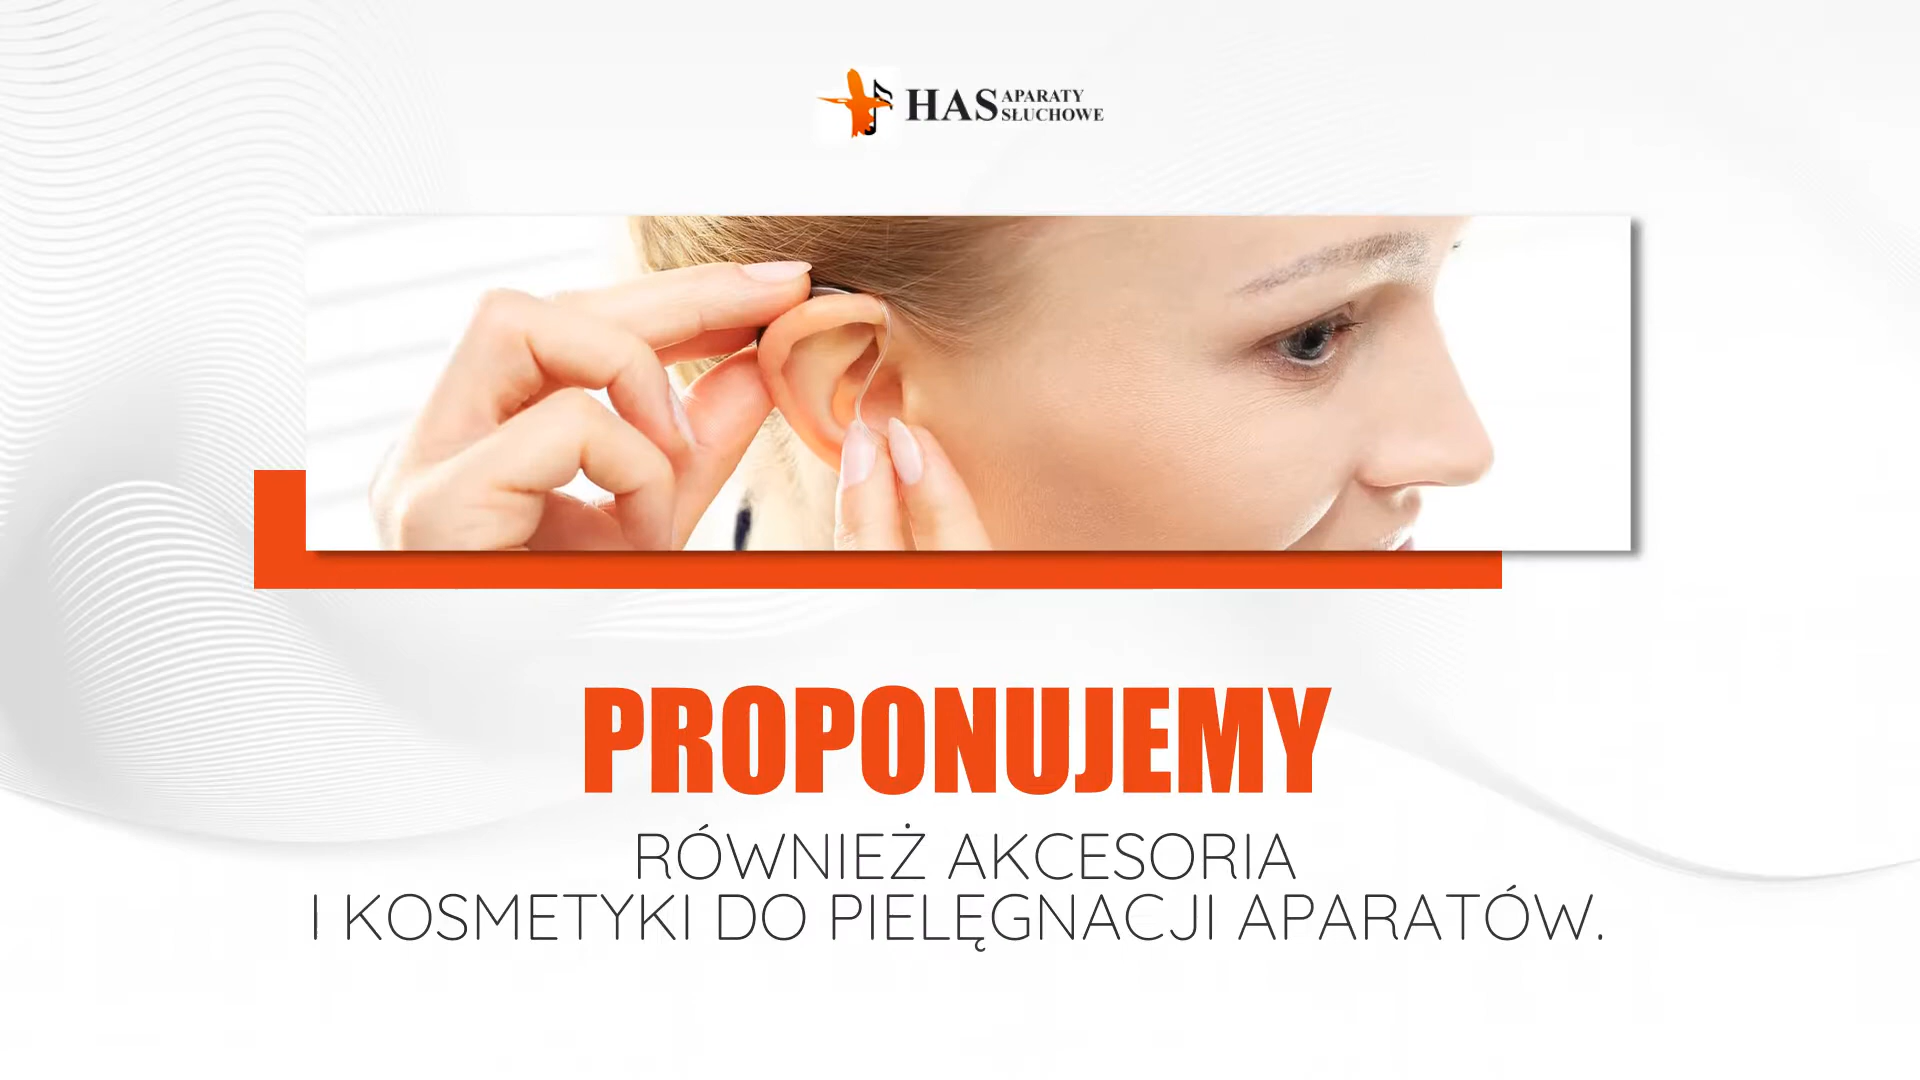 HAS APARATY
SŁUCHOWE
PROPONUJEMY
RÓWNIEŻ AKCESORIA
I KOSMETYKI DO PIELĘGNACJI APARATÓW.